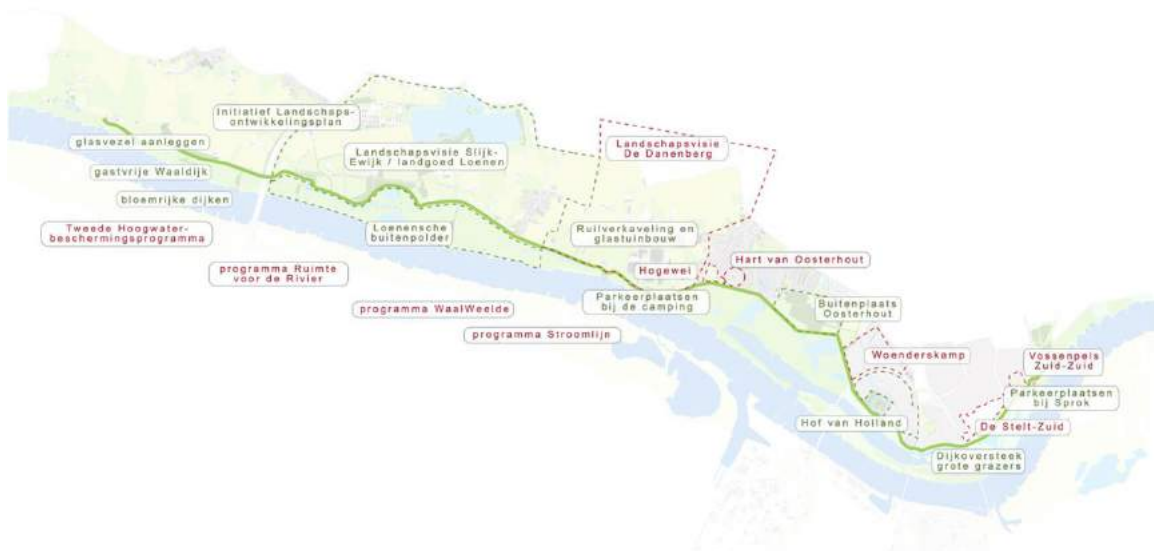 Initiatief Landschaps-
ontwikkelingsplan
glasvezel aanleggen
gastvrije Waaldijk
bloemrijke dijken
Tweede Hoogwater-
beschermingsprogramma
Landschapsvisie Slijk-
Ewijk / landgoed Loenen
Landschapsvisie
De Danenberg
Loenensche
buitenpolder
Ruilverkaveling en
glastuinbouw
programma Ruimte
voor de Rivier
Hogewei
Hart van Oosterhout
programma WaalWeelde
Parkeerplaatsen
bij de camping
Buitenplaats
Oosterhout
programma Stroomlijn
Woenderskamp
Vossenpels
Zuid-Zuid
Parkeerplaatsen
bij Sprok
Hof van Holland
De Stelt-Zuid
Dijkoversteek
grote grazers